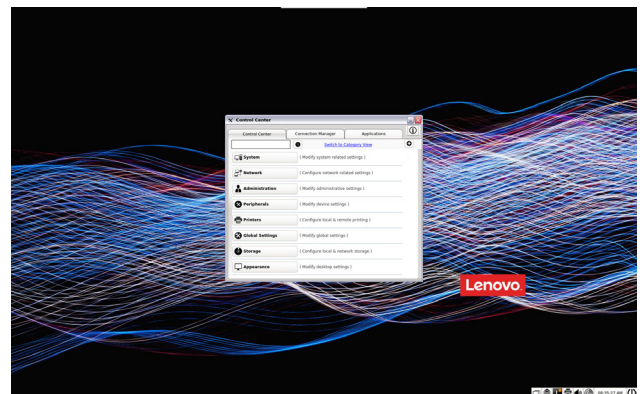 Control Center
Control Center
Connection Manager
Applications
Switch to Category View
System
( Modify system related settings )
Network
( Configure network related settings )
Administration
( Modify administrative settings )
Peripherals
( Modify device settings )
Printers
( Configure local & remote printing )
Global Settings
( Modify global settings )
Storage
( Configure local & network storage )
Appearance
( Modify desktop settings )
Lenovo